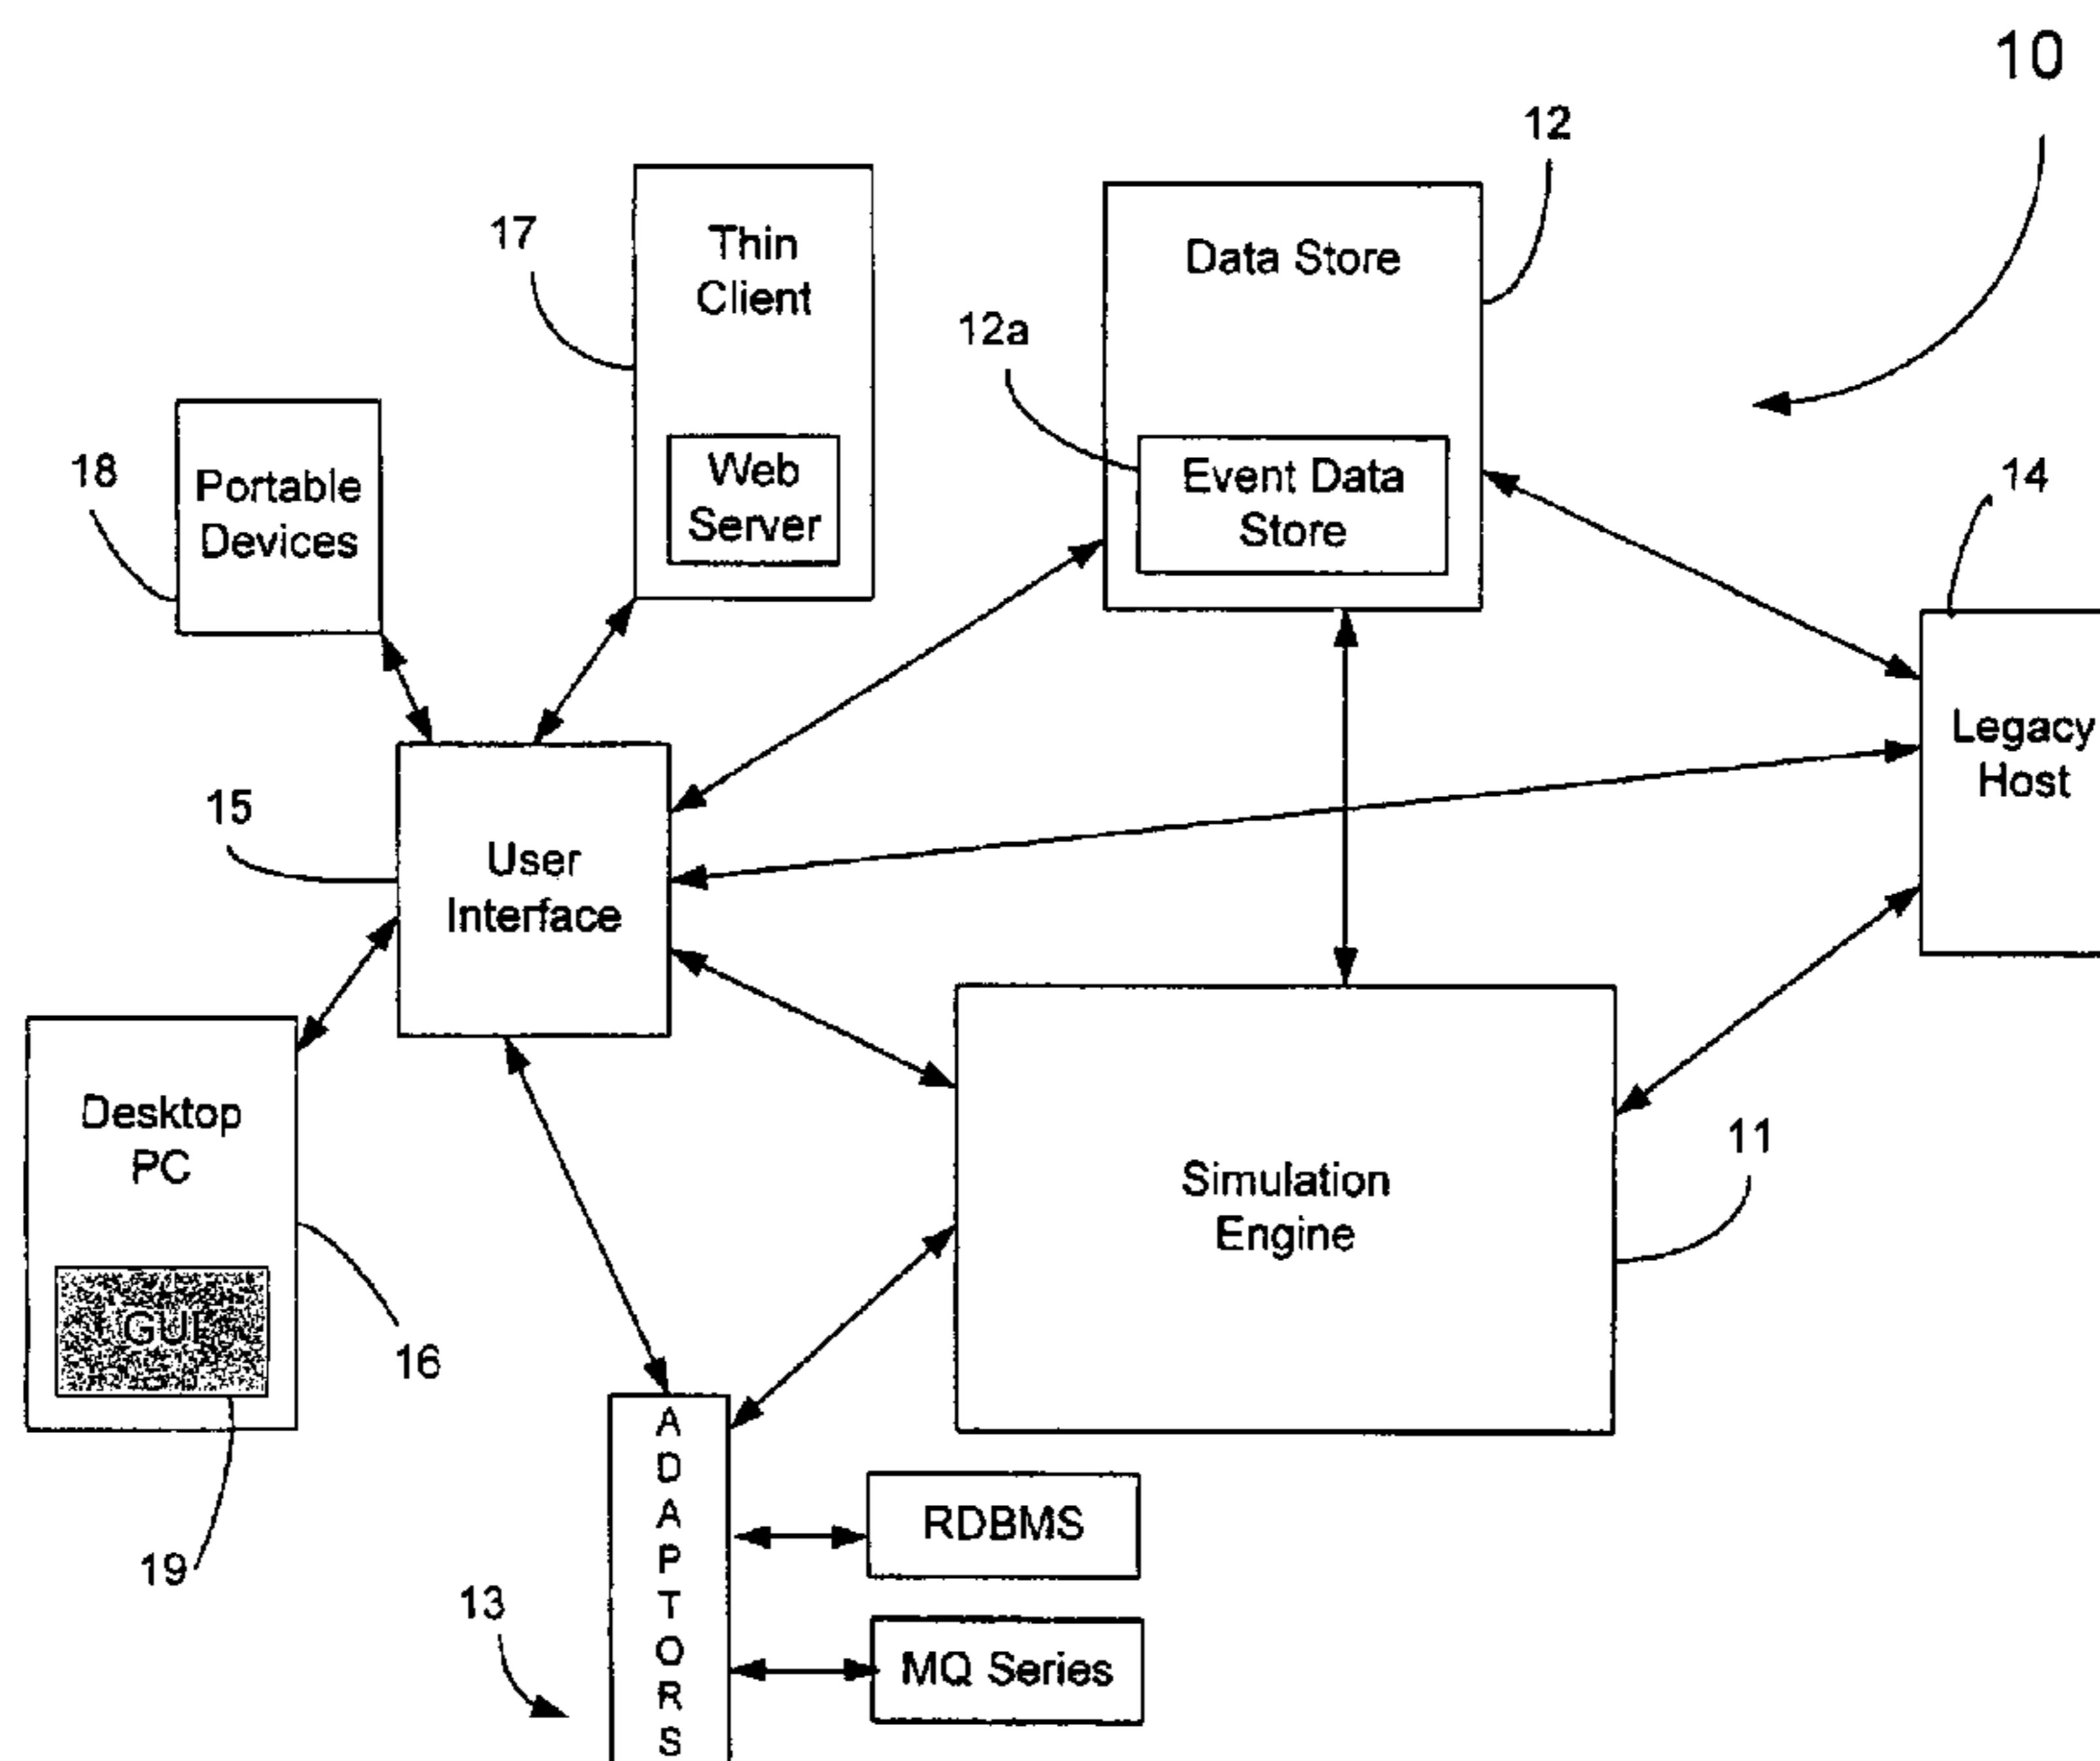 10
12
17
Thin
Client
Data Store
12a
Web
Server
Event Data
Store
18
Portable
Devices
14
Legacy
Host
15
User
Interface
Desktop
PC
GUI
16
Simulation
Engine
11
19
ADAPTORS
RDBMS
13
MQ Series